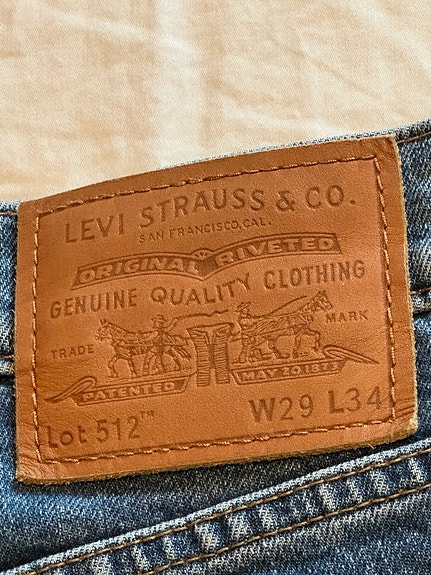 LEVI STRAUSS & CO.
SAN FRANCISCO, CAL.
ORIGINAL RIVETED
GENUINE QUALITY CLOTHING
TRADE MARK
PATENTED MAY 20 1873
Lot 512™ W29 L34